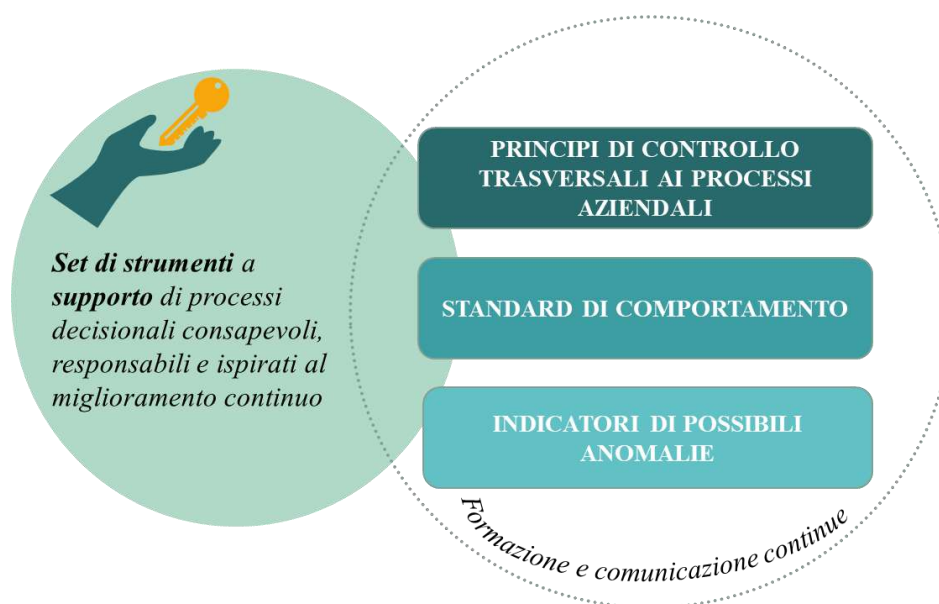 Set di strumenti a
supporto di processi
decisionali consapevoli,
responsabili e ispirati al
miglioramento continuo
PRINCIPI DI CONTROLLO
TRASVERSALI AI PROCESSI
AZIENDALI
STANDARD DI COMPORTAMENTO
INDICATORI DI POSSIBILI
ANOMALIE
Formazione e comunicazione continue